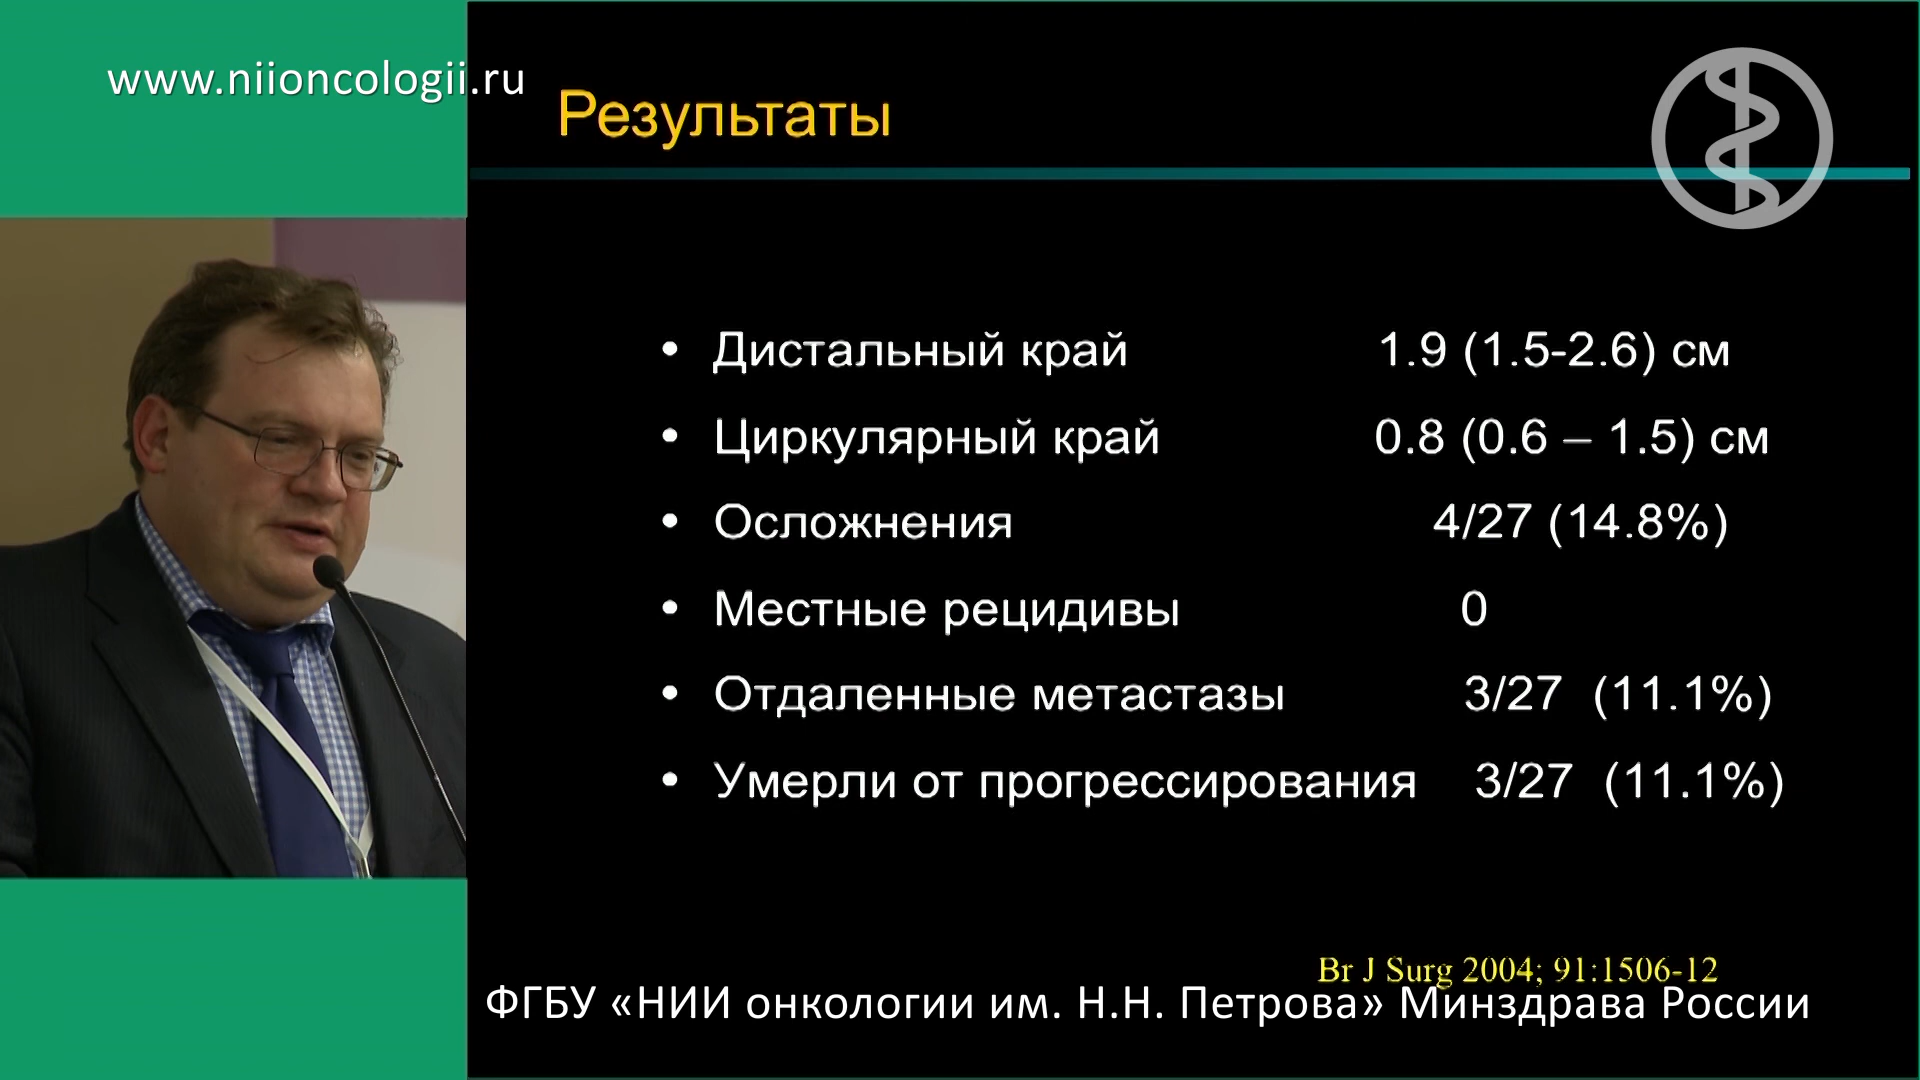 www.niioncologii.ru
Результаты
• Дистальный край 1.9 (1.5-2.6) см
• Циркулярный край 0.8 (0.6 – 1.5) см
• Осложнения 4/27 (14.8%)
• Местные рецидивы 0
• Отдаленные метастазы 3/27 (11.1%)
• Умерли от прогрессирования 3/27 (11.1%)
Br J Surg 2004; 91:1506-12
ФГБУ «НИИ онкологии им. Н.Н. Петрова» Минздрава России